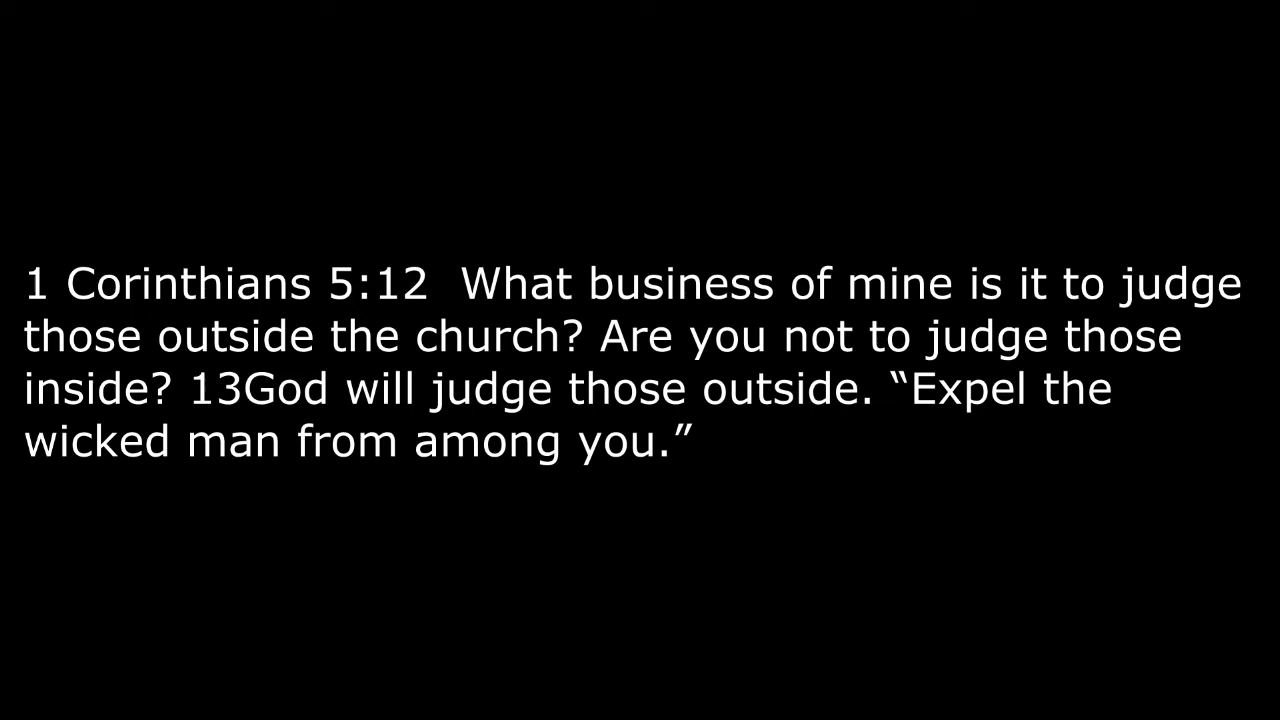 1 Corinthians 5:12  What business of mine is it to judge
those outside the church? Are you not to judge those
inside? 13God will judge those outside. “Expel the
wicked man from among you.”